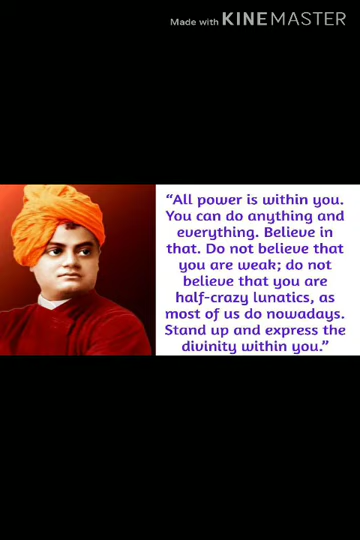 Made with KINEMASTER
“All power is within you.
You can do anything and
everything. Believe in
that. Do not believe that
you are weak; do not
believe that you are
half-crazy lunatics, as
most of us do nowadays.
Stand up and express the
divinity within you.”